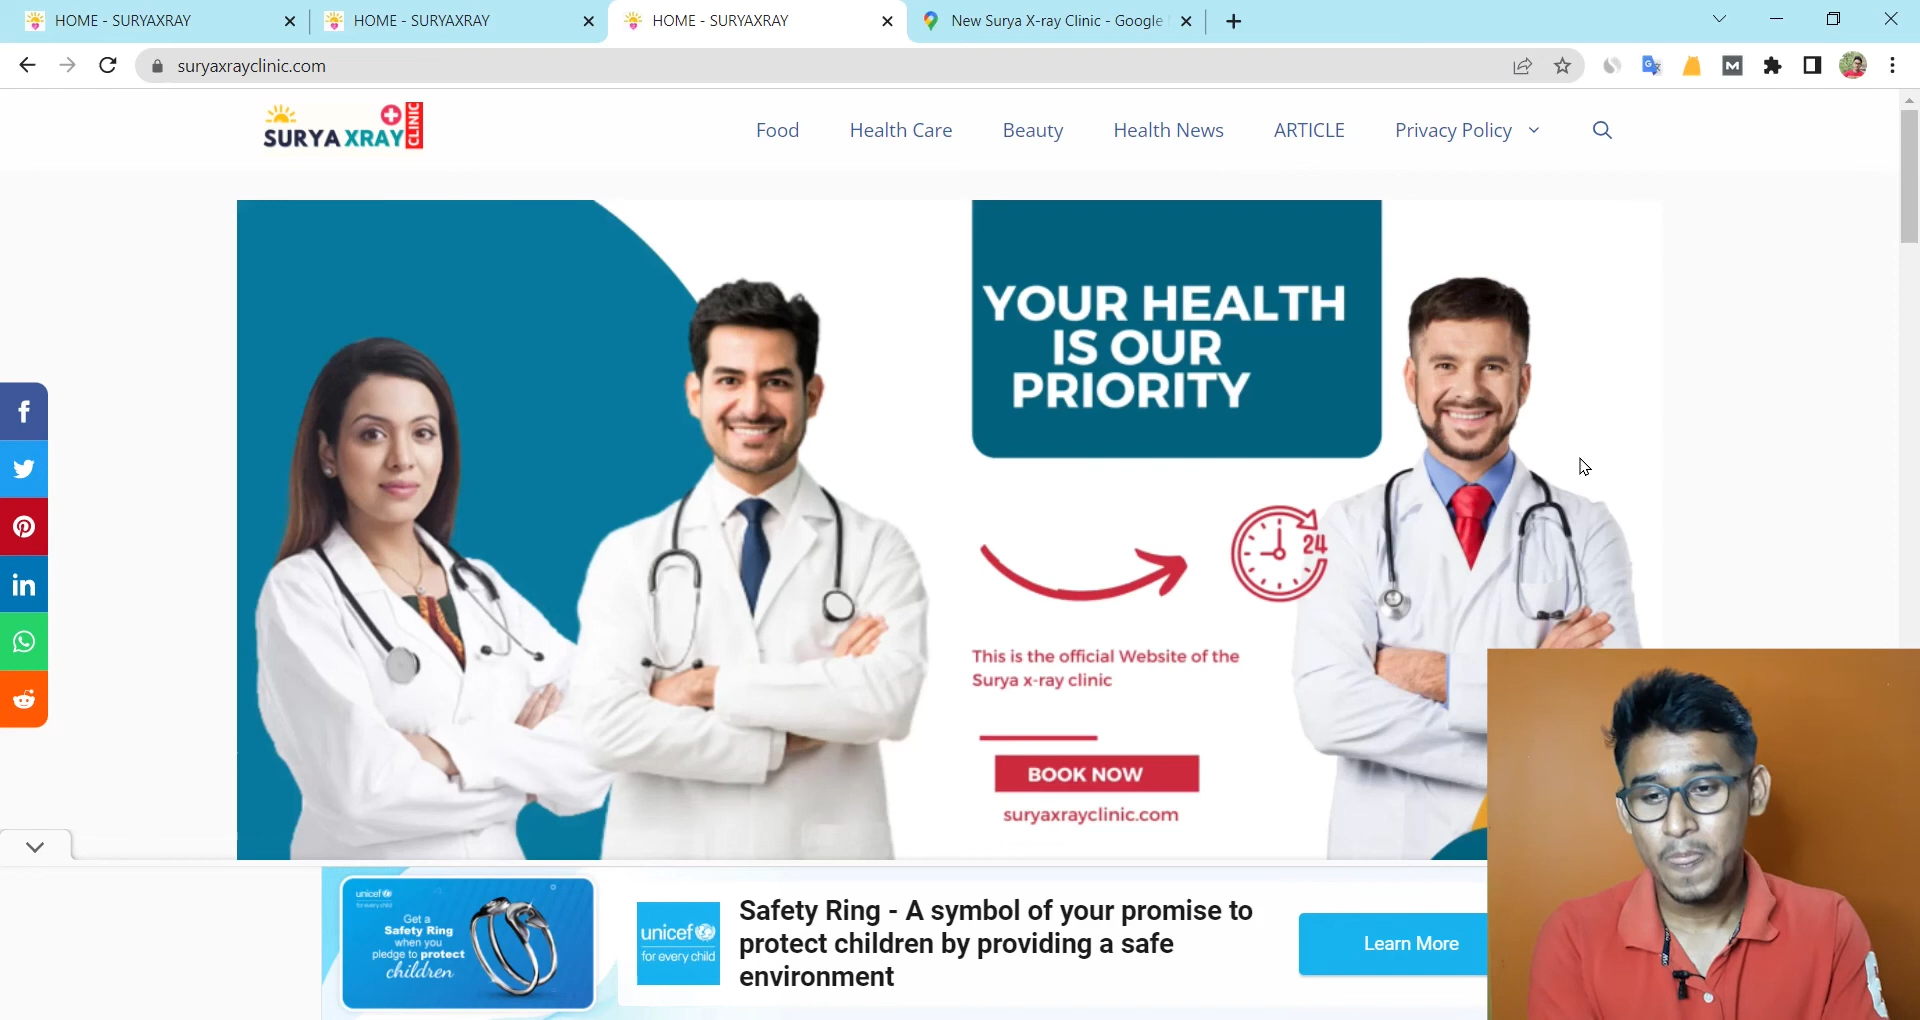 HOME - SURYAXRAY
HOME - SURYAXRAY
HOME - SURYAXRAY
New Surya X-ray Clinic - Google
suryaxrayclinic.com
SURYA XRAY CLINIC
Food
Health Care
Beauty
Health News
ARTICLE
Privacy Policy
YOUR HEALTH
IS OUR
PRIORITY
24
This is the official Website of the
Surya x-ray clinic
BOOK NOW
suryaxrayclinic.com
unicef
for every child
Get a
Safety Ring
when you
pledge to protect
children
unicef
for every child
Safety Ring - A symbol of your promise to
protect children by providing a safe
environment
Learn More